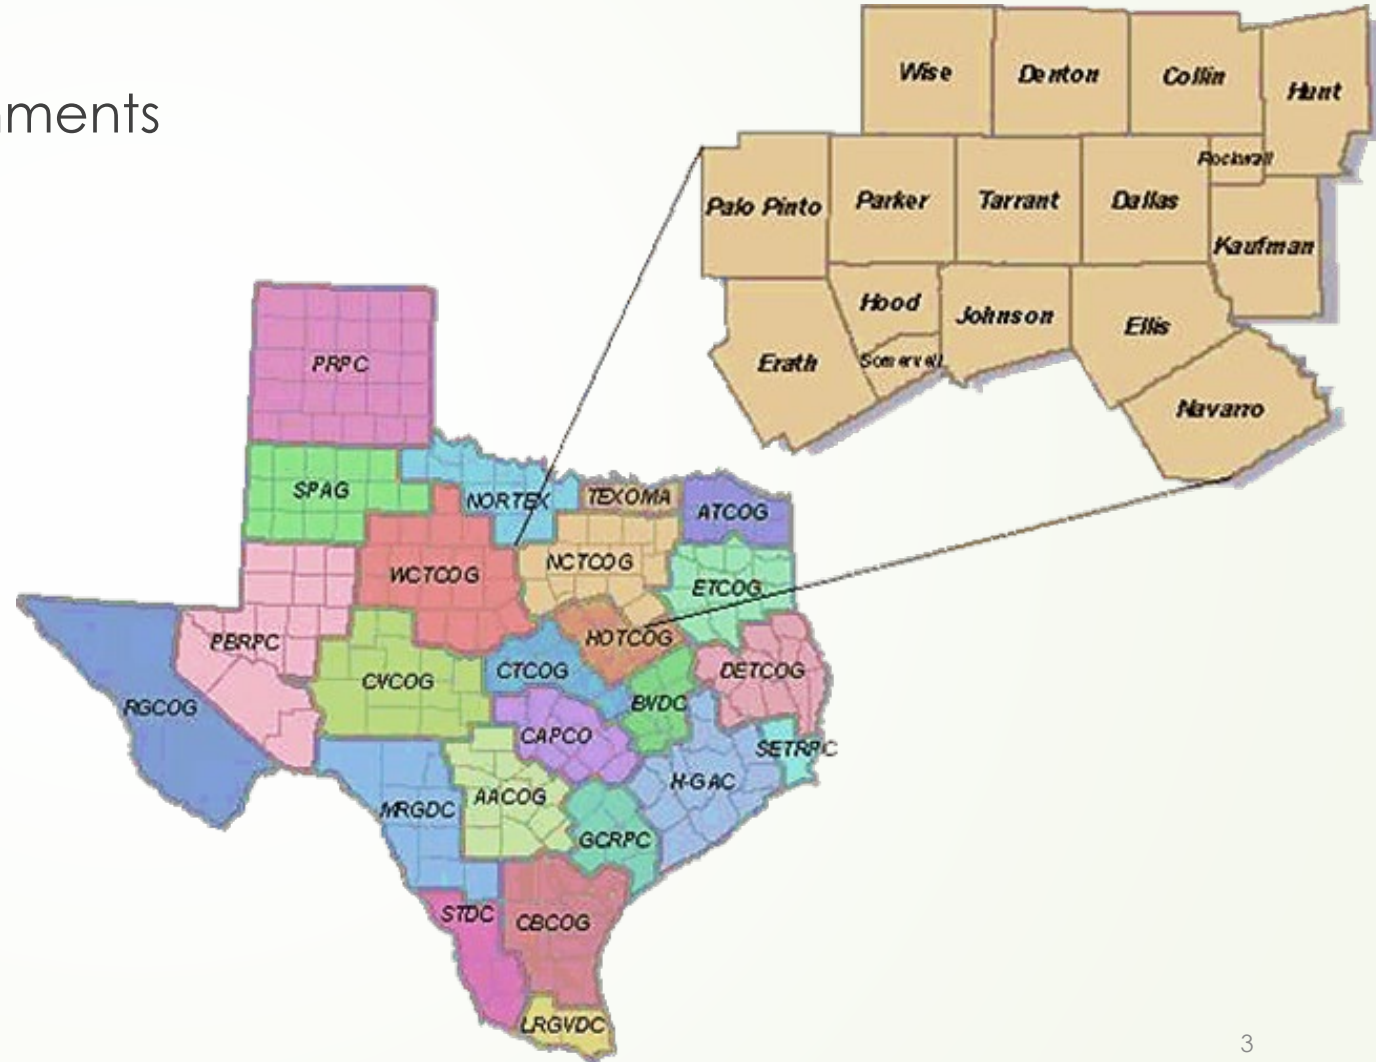 nments
Wise Denton Collin Hunt
Rockwall
Palo Pinto Parker Tarrant Dallas
Kaufman
Hood Johnson Ellis
Erath Somervell
Navarro
PRPC
SPAG NORTEX TEXOMA ATCOG
WCTCOG NCTCOG ETCOG
PBRPC CVCOG CTCOG HOTCOG DETCOG
RGCOG BVDC
CAPCO SETRPC
MRGDC AACOG H-GAC
GCRPC
STDC CBCOG
LRGVDC
3